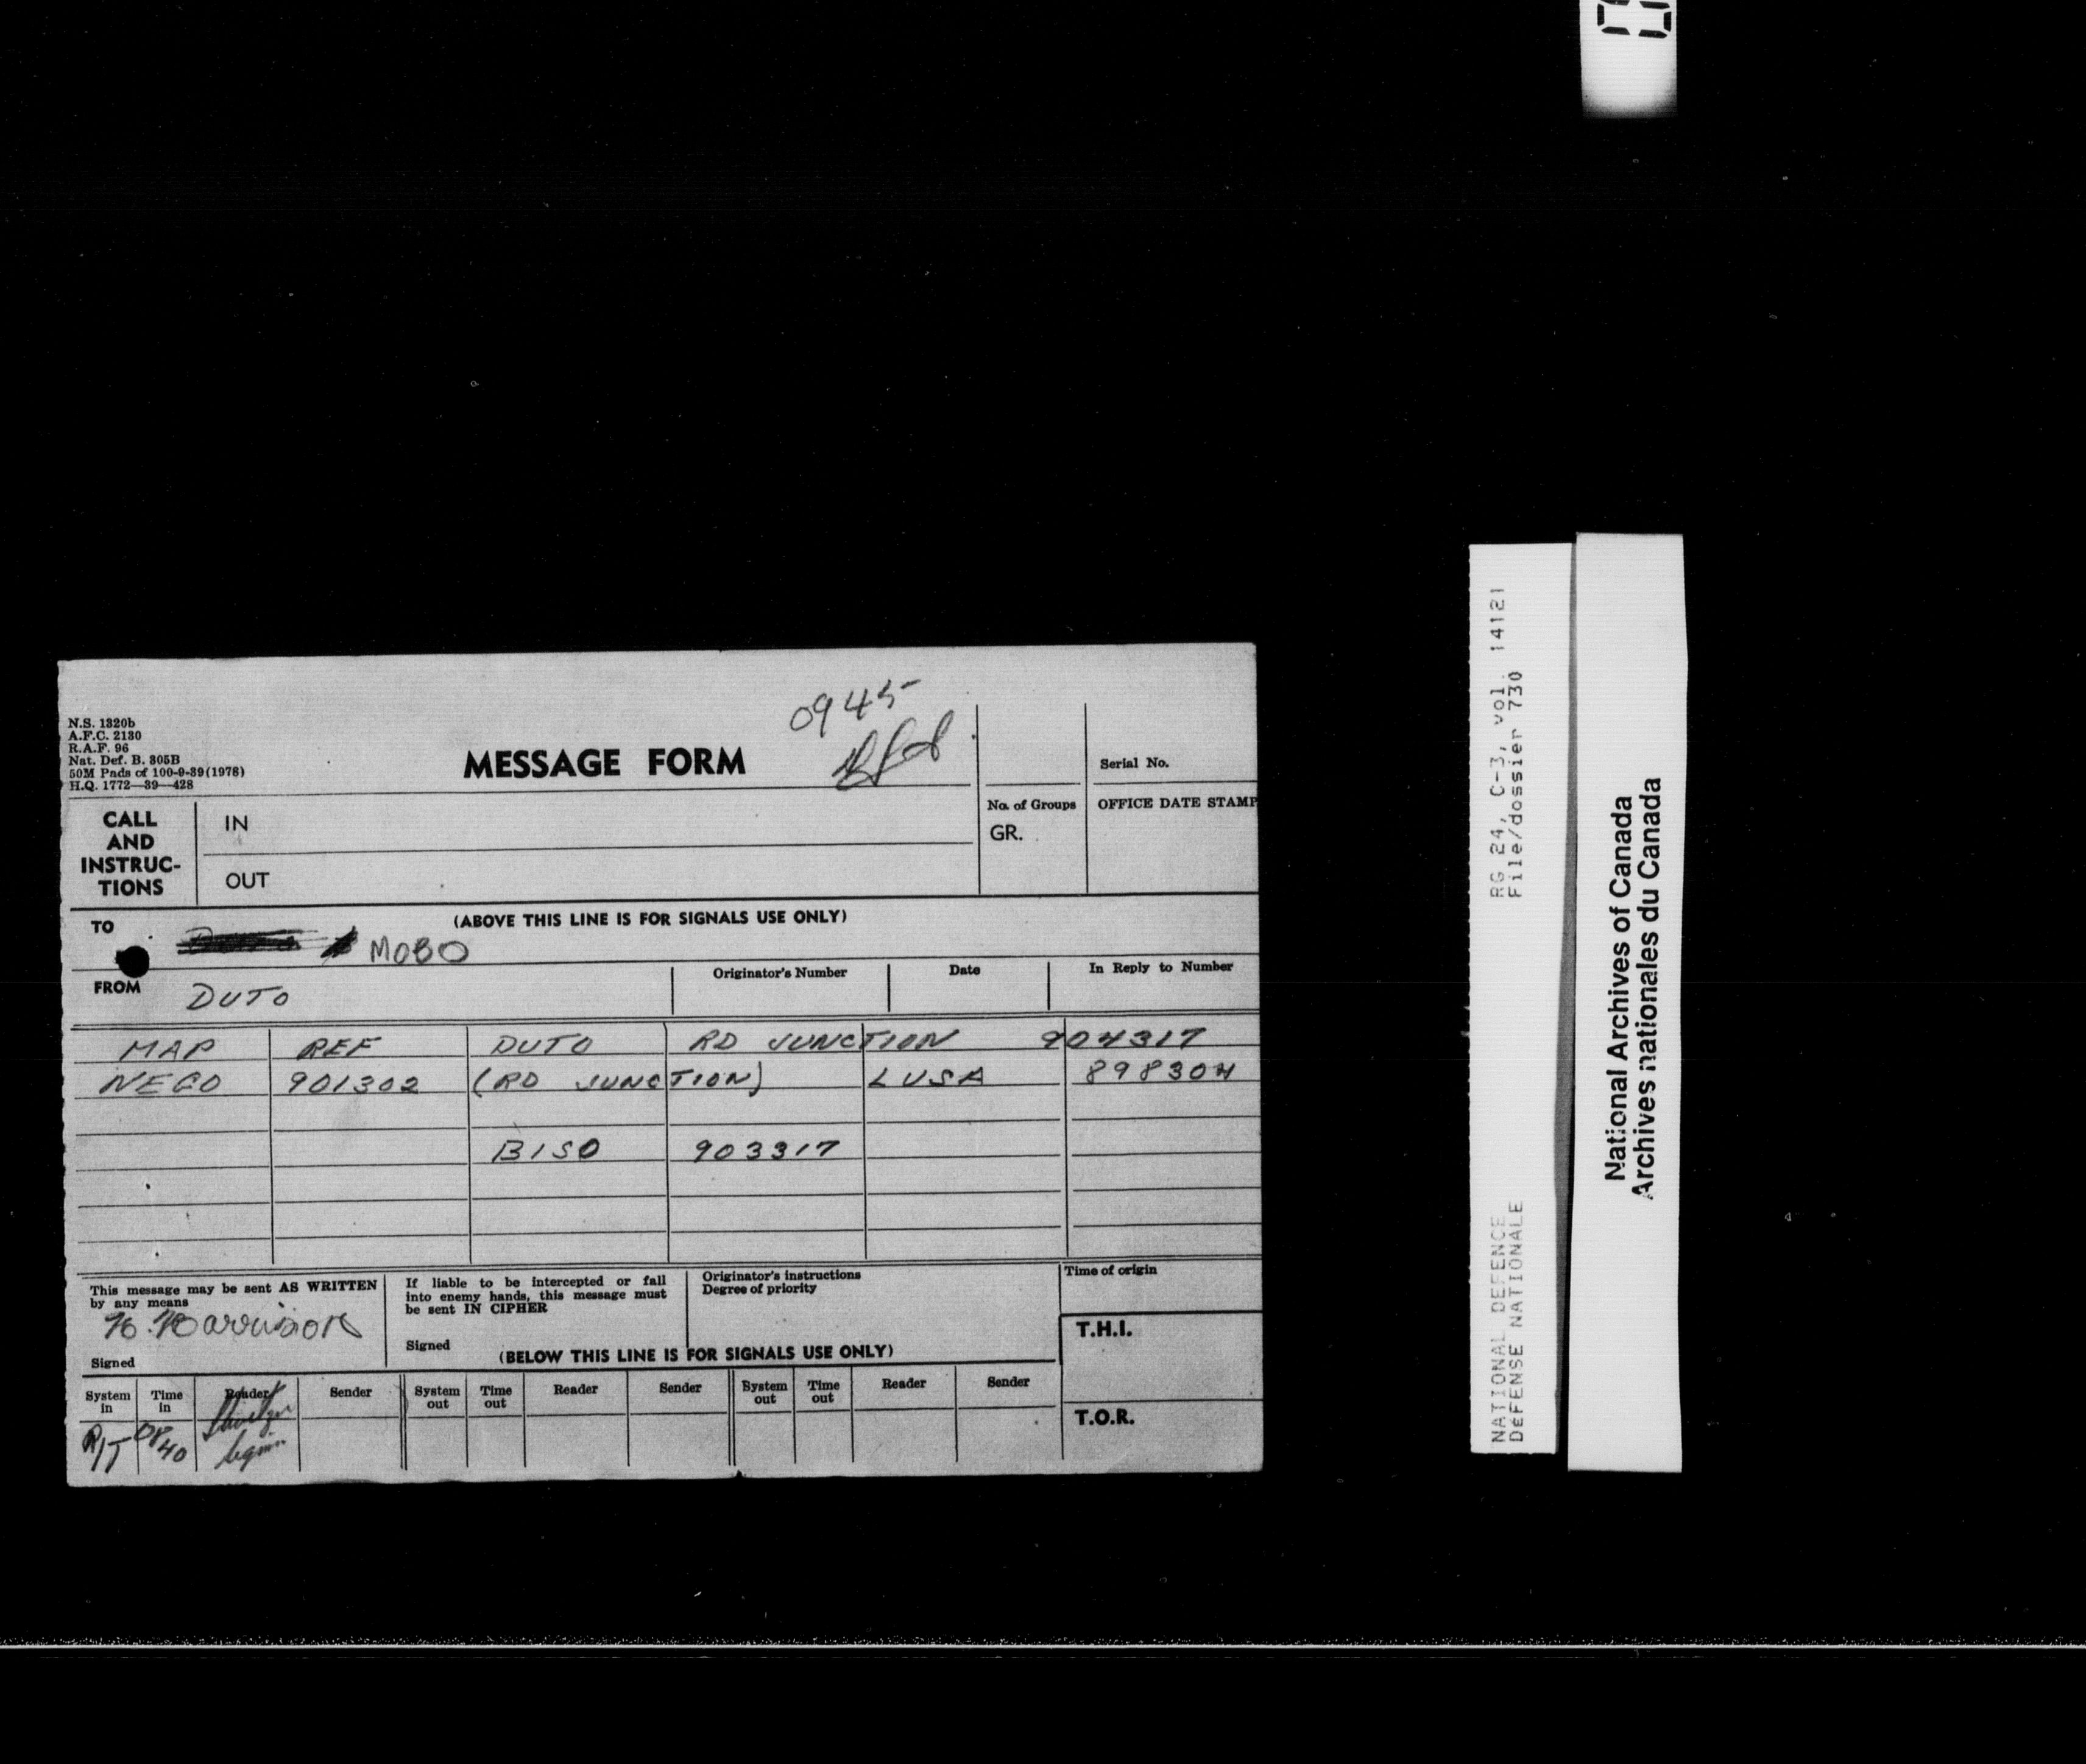 0945
N.S. 1320b
A.F.C. 2130
R.A.F. 96
Nat. Def. B. 305B
50M Pads of 100-9-39(1978)
H.Q. 1772—39—428
MESSAGE FORM
Serial No.
CALL AND INSTRUC-TIONS
IN
OUT
No. of Groups
GR.
OFFICE DATE STAMP
(ABOVE THIS LINE IS FOR SIGNALS USE ONLY)
TO
MOBO
FROM
DUTO
Originator's Number
Date
In Reply to Number
MAP REF DUTO RD JUNCTION 904317
NEGO 901302 (RD JUNCTION) LUSA 898304
BISO 903317
This message may be sent AS WRITTEN
by any means
H. Harrison
Signed
If liable to be intercepted or fall
into enemy hands, this message must
be sent IN CIPHER
Signed
Originator's instructions
Degree of priority
Time of origin
T.H.I.
T.O.R.
(BELOW THIS LINE IS FOR SIGNALS USE ONLY)
System in Time in Reader Sender System out Time out Reader Sender System out Time out Reader Sender
R/T 0840
RG 24, C-3, vol. 14121
File/dossier 730
NATIONAL DEFENCE
DéFENSE NATIONALE
National Archives of Canada
Archives nationales du Canada